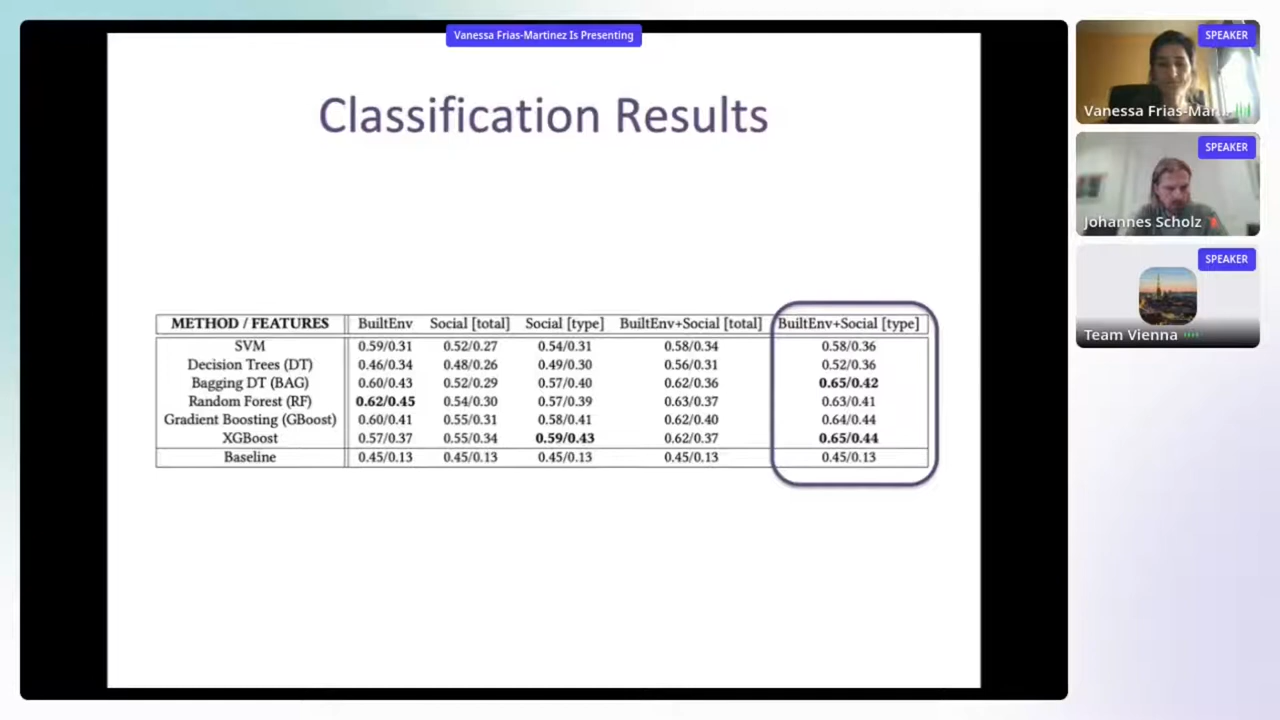 Vanessa Frias-Martinez Is Presenting
Classification Results
METHOD / FEATURES BuiltEnv Social [total] Social [type] BuiltEnv+Social [total] BuiltEnv+Social [type]
SVM 0.59/0.31 0.52/0.27 0.54/0.31 0.58/0.34 0.58/0.36
Decision Trees (DT) 0.46/0.34 0.48/0.26 0.49/0.30 0.56/0.31 0.52/0.36
Bagging DT (BAG) 0.60/0.43 0.52/0.29 0.57/0.40 0.62/0.36 0.65/0.42
Random Forest (RF) 0.62/0.45 0.54/0.30 0.57/0.39 0.63/0.37 0.63/0.41
Gradient Boosting (GBoost) 0.60/0.41 0.55/0.31 0.58/0.41 0.62/0.40 0.64/0.44
XGBoost 0.57/0.37 0.55/0.34 0.59/0.43 0.62/0.37 0.65/0.44
Baseline 0.45/0.13 0.45/0.13 0.45/0.13 0.45/0.13 0.45/0.13
SPEAKER
Vanessa Frias-Mar...
SPEAKER
Johannes Scholz
SPEAKER
Team Vienna